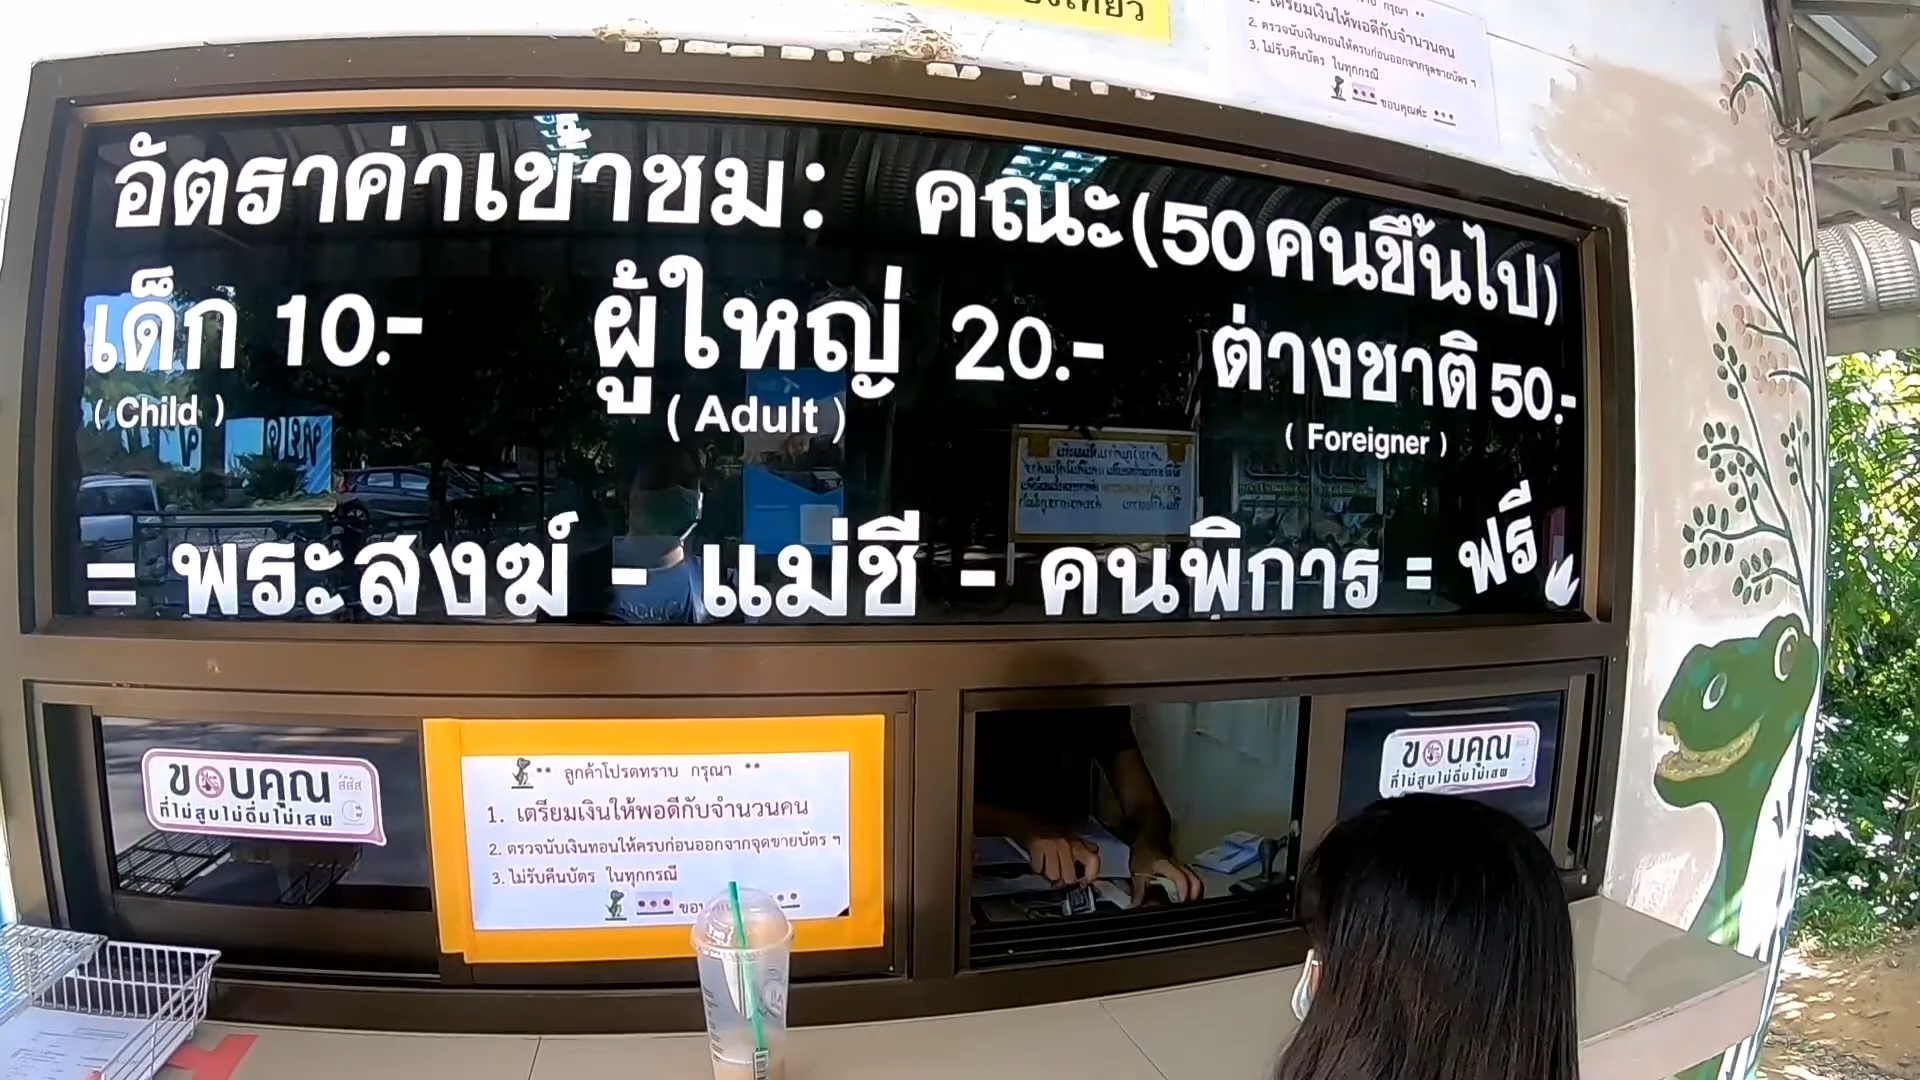 1. เตรียมเงินให้พอดีกับจำนวนคน
2. ตรวจนับเงินทอนให้ครบก่อนออกจากจุดขายบัตร ๆ
3. ไม่รับคืนบัตร ในทุกกรณี
ขอบคุณค่ะ
อัตราค่าเข้าชม: คณะ(50คนขึ้นไป)
เด็ก 10.- ผู้ใหญ่ 20.- ต่างชาติ 50.-
( Child ) ( Adult ) ( Foreigner )
= พระสงฆ์ - แม่ชี - คนพิการ = ฟรี
ขอบคุณ
ที่ไม่สูบไม่ดื่มไม่เสพ
** ลูกค้าโปรดทราบ กรุณา **
1. เตรียมเงินให้พอดีกับจำนวนคน
2. ตรวจนับเงินทอนให้ครบก่อนออกจากจุดขายบัตร ๆ
3. ไม่รับคืนบัตร ในทุกกรณี
ขอบคุณ
ที่ไม่สูบไม่ดื่มไม่เสพ